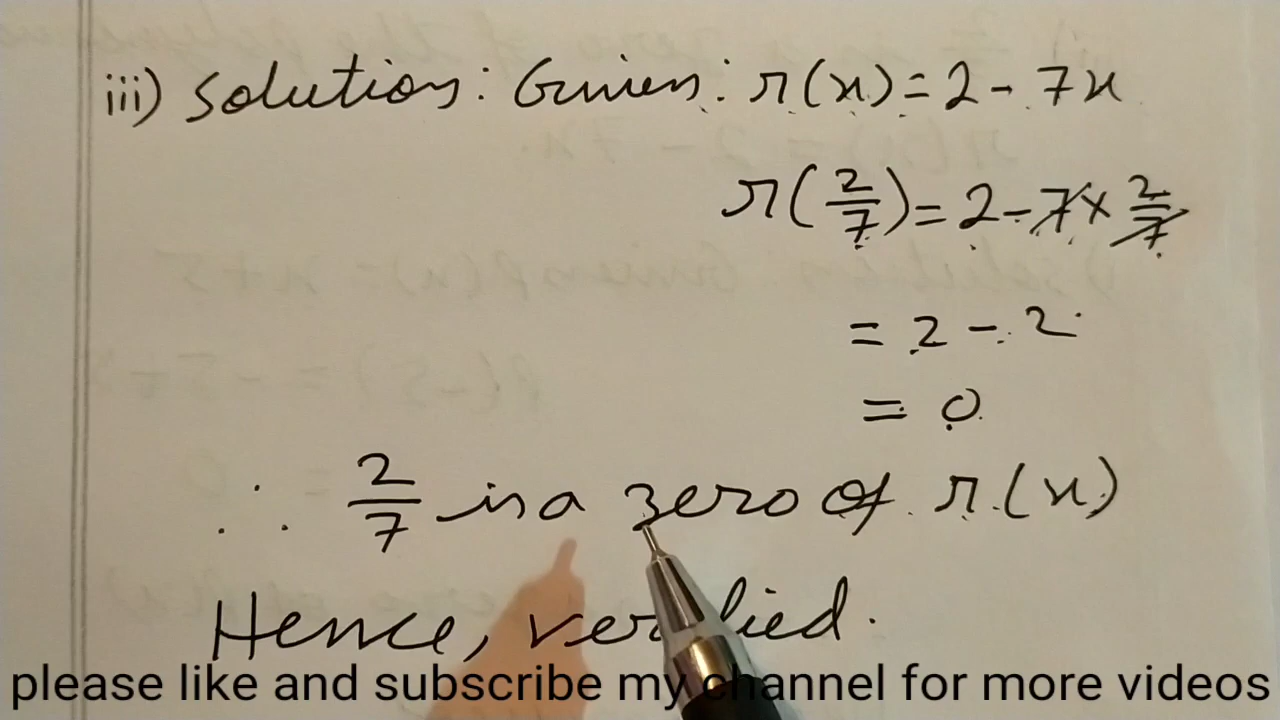 iii) Solution: Given: r(x) = 2 - 7x
r(2/7) = 2 - 7 × 2/7
= 2 - 2
= 0
∴ 2/7 is a zero of r(x)
Hence, verified.
please like and subscribe my channel for more videos